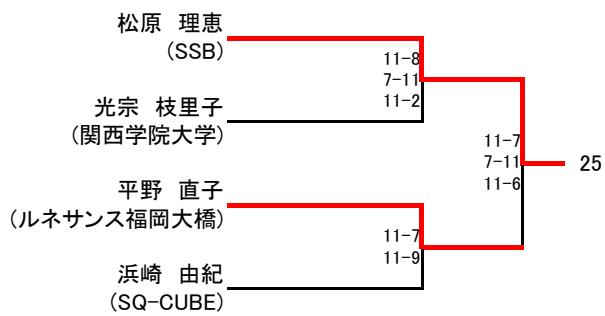 松原　理恵
(SSB)
11-8
7-11
11-2
光宗　枝里子
(関西学院大学)
11-7
7-11
11-6
25
平野　直子
(ルネサンス福岡大橋)
11-7
11-9
浜崎　由紀
(SQ-CUBE)